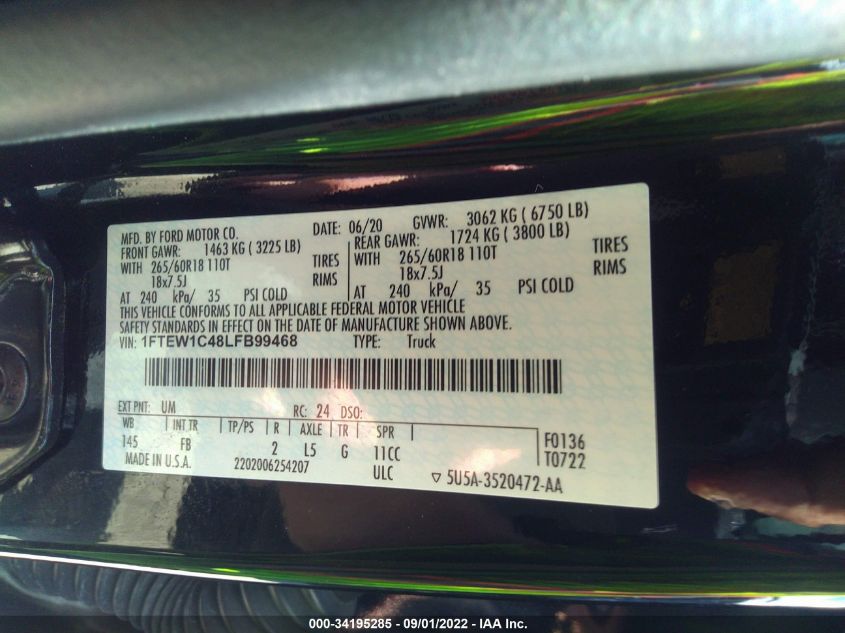 MFD. BY FORD MOTOR CO. DATE: 06/20 GVWR: 3062 KG ( 6750 LB)
FRONT GAWR: 1463 KG ( 3225 LB) REAR GAWR: 1724 KG ( 3800 LB)
WITH 265/60R18 110T TIRES WITH 265/60R18 110T TIRES
18x7.5J RIMS 18x7.5J RIMS
AT 240 kPa/ 35 PSI COLD AT 240 kPa/ 35 PSI COLD
THIS VEHICLE CONFORMS TO ALL APPLICABLE FEDERAL MOTOR VEHICLE
SAFETY STANDARDS IN EFFECT ON THE DATE OF MANUFACTURE SHOWN ABOVE.
VIN: 1FTEW1C48LFB99468 TYPE: Truck
EXT PNT: UM RC: 24 DSO:
WB INT TR TP/PS R AXLE TR SPR
145 FB 2 L5 G 11CC
F0136
T0722
MADE IN U.S.A. 2202006254207 ULC
▽ 5U5A-3520472-AA
000-34195285 - 09/01/2022 - IAA Inc.